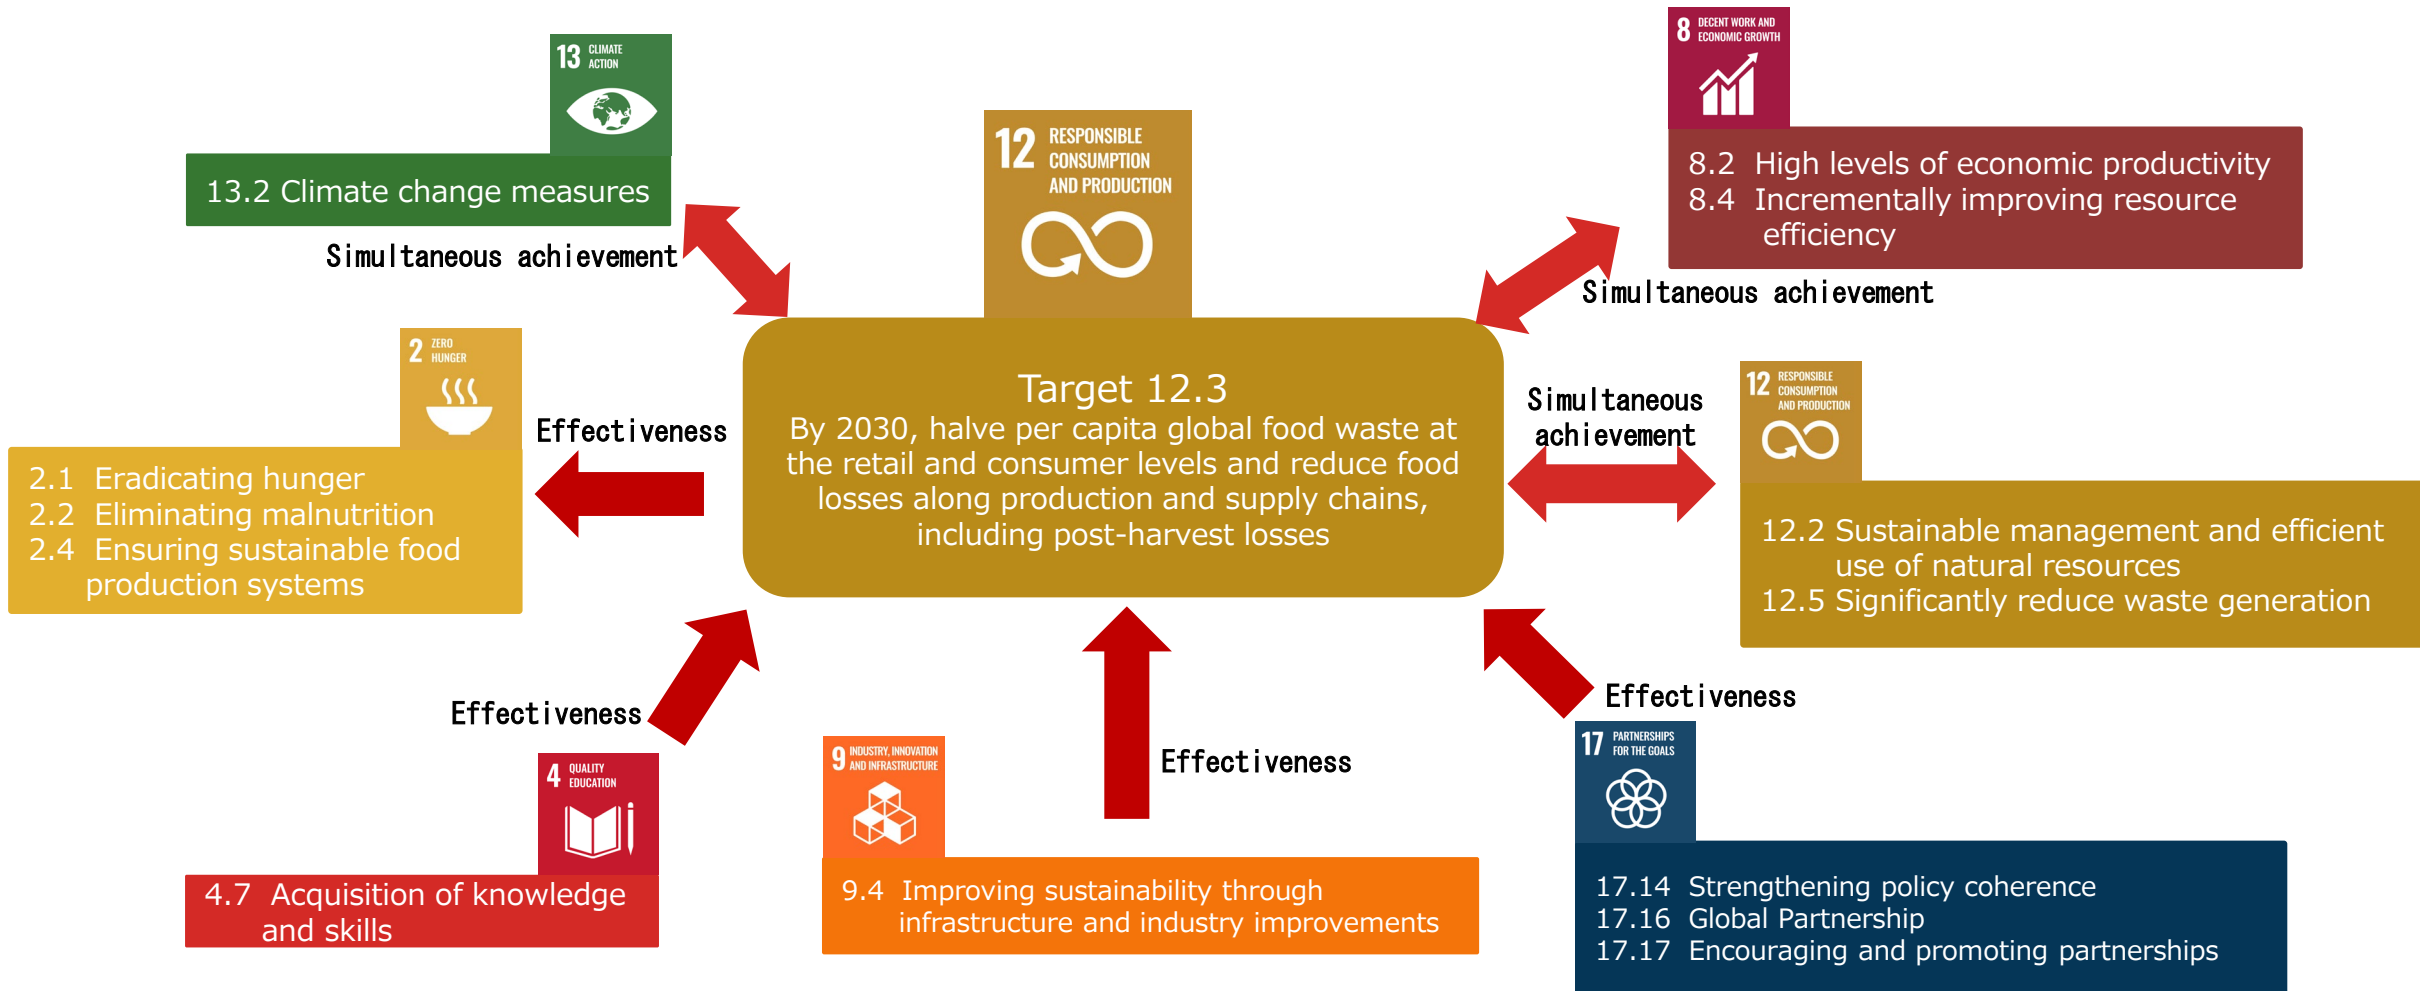 13 CLIMATE
ACTION
13.2 Climate change measures
Simultaneous achievement
12 RESPONSIBLE
CONSUMPTION
AND PRODUCTION
8 DECENT WORK AND
ECONOMIC GROWTH
8.2 High levels of economic productivity
8.4 Incrementally improving resource
efficiency
Simultaneous achievement
2 ZERO
HUNGER
2.1 Eradicating hunger
2.2 Eliminating malnutrition
2.4 Ensuring sustainable food
production systems
Effectiveness
Target 12.3
By 2030, halve per capita global food waste at
the retail and consumer levels and reduce food
losses along production and supply chains,
including post-harvest losses
Simultaneous
achievement
12 RESPONSIBLE
CONSUMPTION
AND PRODUCTION
12.2 Sustainable management and efficient
use of natural resources
12.5 Significantly reduce waste generation
Effectiveness
4 QUALITY
EDUCATION
4.7 Acquisition of knowledge
and skills
9 INDUSTRY, INNOVATION
AND INFRASTRUCTURE
Effectiveness
9.4 Improving sustainability through
infrastructure and industry improvements
Effectiveness
17 PARTNERSHIPS
FOR THE GOALS
17.14 Strengthening policy coherence
17.16 Global Partnership
17.17 Encouraging and promoting partnerships